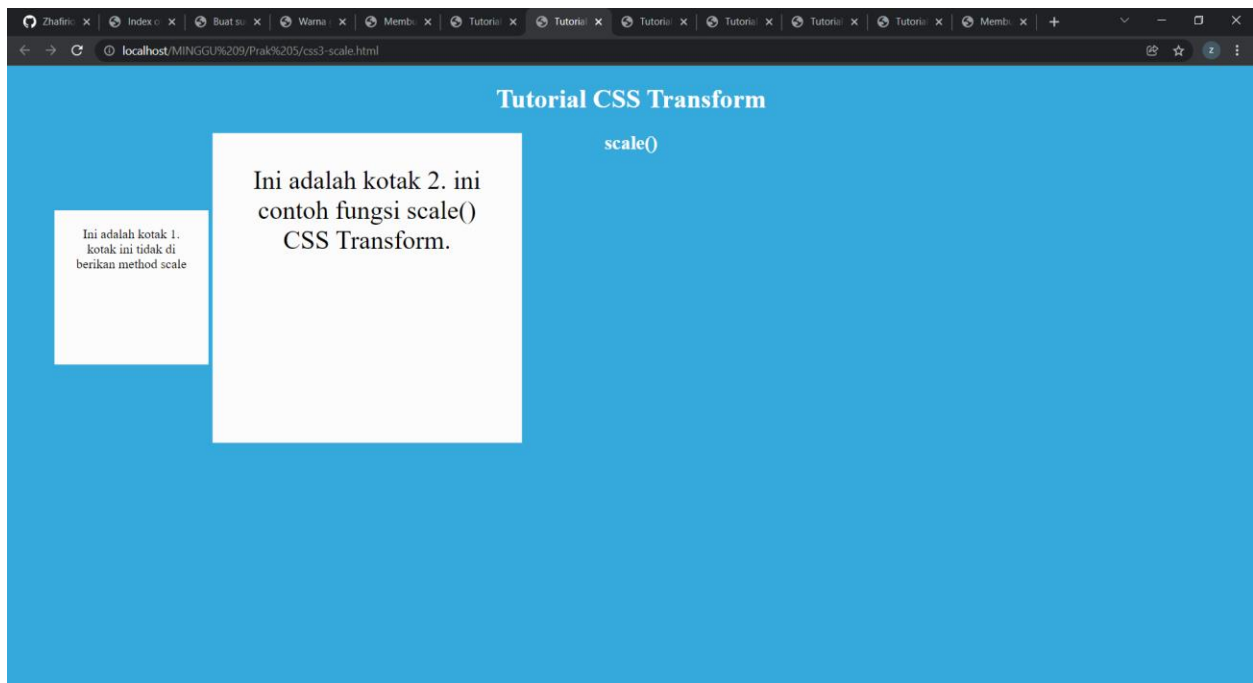 Zhafiric
Index o
Buat su
Warna
Membu
Tutorial
Tutorial
Tutorial
Tutorial
Tutorial
Tutorial
Membu
localhost/MINGGU%209/Prak%205/css3-scale.html
z
Tutorial CSS Transform
scale()
Ini adalah kotak 1.
kotak ini tidak di
berikan method scale
Ini adalah kotak 2. ini
contoh fungsi scale()
CSS Transform.